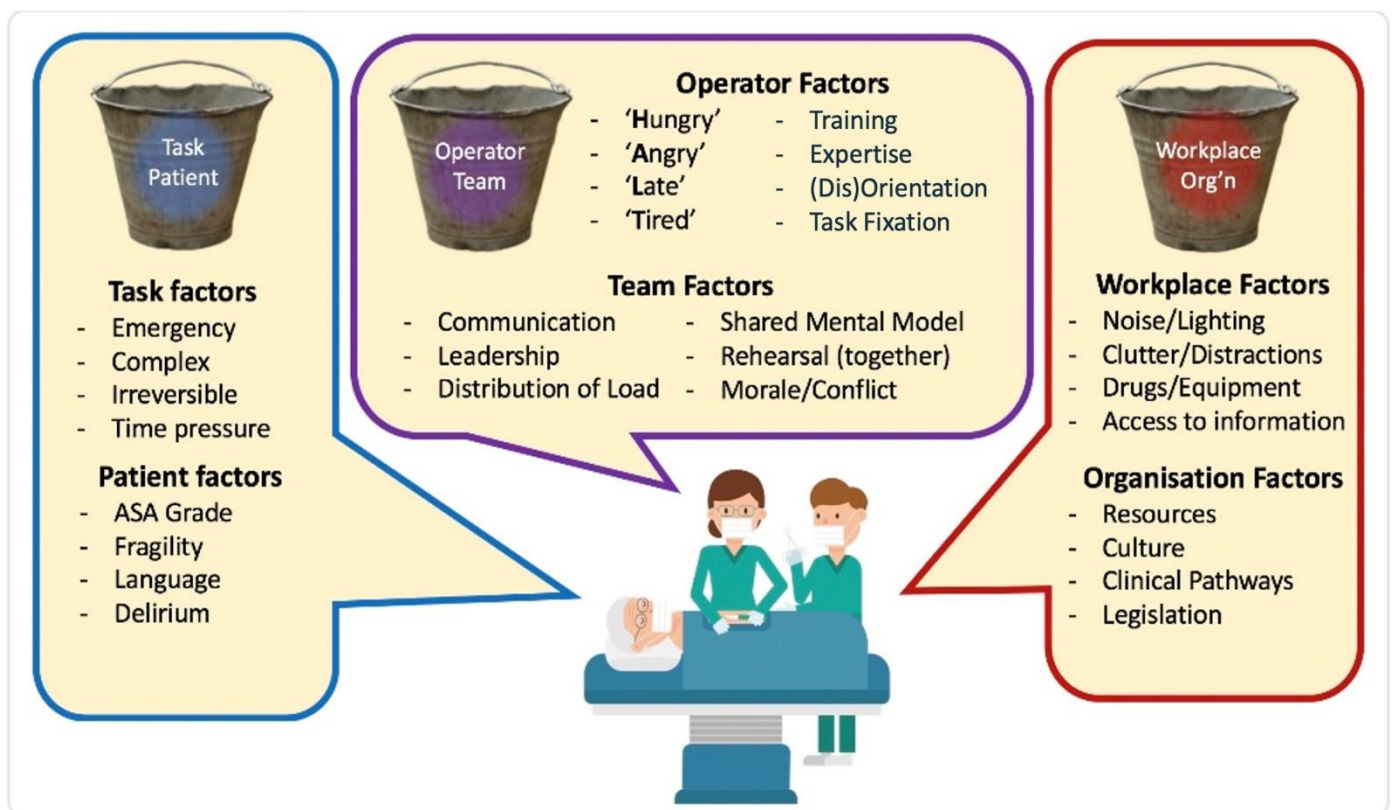 Task
Patient
Task factors
- Emergency
- Complex
- Irreversible
- Time pressure
Patient factors
- ASA Grade
- Fragility
- Language
- Delirium
Operator
Team
Operator Factors
- ‘Hungry’
- ‘Angry’
- ‘Late’
- ‘Tired’
- Training
- Expertise
- (Dis)Orientation
- Task Fixation
Team Factors
- Communication
- Leadership
- Distribution of Load
- Shared Mental Model
- Rehearsal (together)
- Morale/Conflict
Workplace
Org’n
Workplace Factors
- Noise/Lighting
- Clutter/Distractions
- Drugs/Equipment
- Access to information
Organisation Factors
- Resources
- Culture
- Clinical Pathways
- Legislation